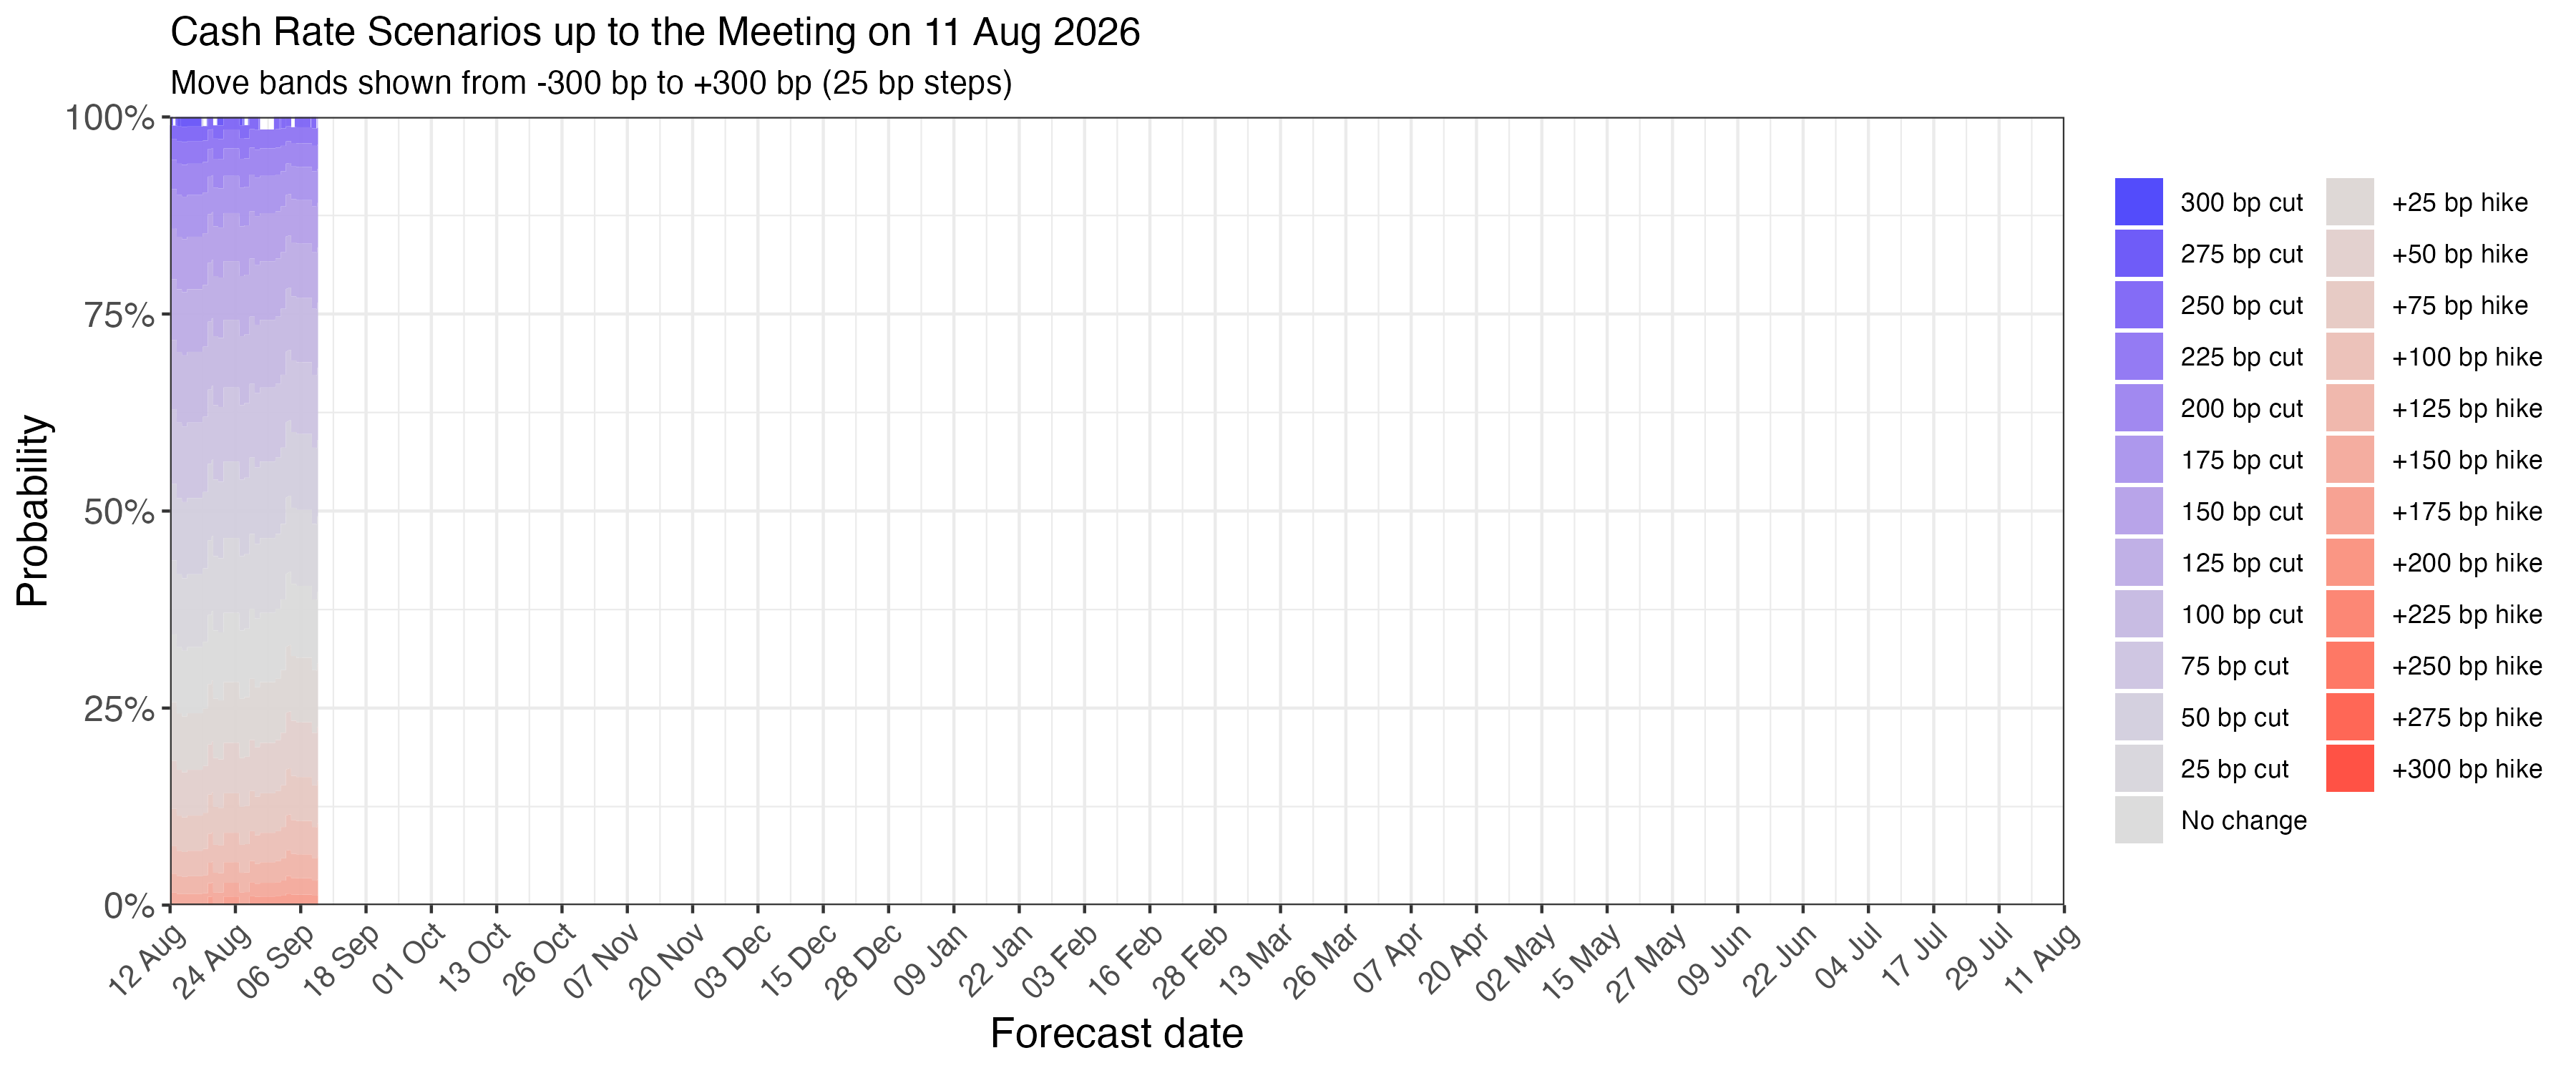 Cash Rate Scenarios up to the Meeting on 11 Aug 2026
Move bands shown from -300 bp to +300 bp (25 bp steps)
Probability
100%
75%
50%
25%
0%
12 Aug
24 Aug
06 Sep
18 Sep
01 Oct
13 Oct
26 Oct
07 Nov
20 Nov
03 Dec
15 Dec
28 Dec
09 Jan
22 Jan
03 Feb
16 Feb
28 Feb
13 Mar
26 Mar
07 Apr
20 Apr
02 May
15 May
27 May
09 Jun
22 Jun
04 Jul
17 Jul
29 Jul
11 Aug
Forecast date
300 bp cut
275 bp cut
250 bp cut
225 bp cut
200 bp cut
175 bp cut
150 bp cut
125 bp cut
100 bp cut
75 bp cut
50 bp cut
25 bp cut
No change
+25 bp hike
+50 bp hike
+75 bp hike
+100 bp hike
+125 bp hike
+150 bp hike
+175 bp hike
+200 bp hike
+225 bp hike
+250 bp hike
+275 bp hike
+300 bp hike